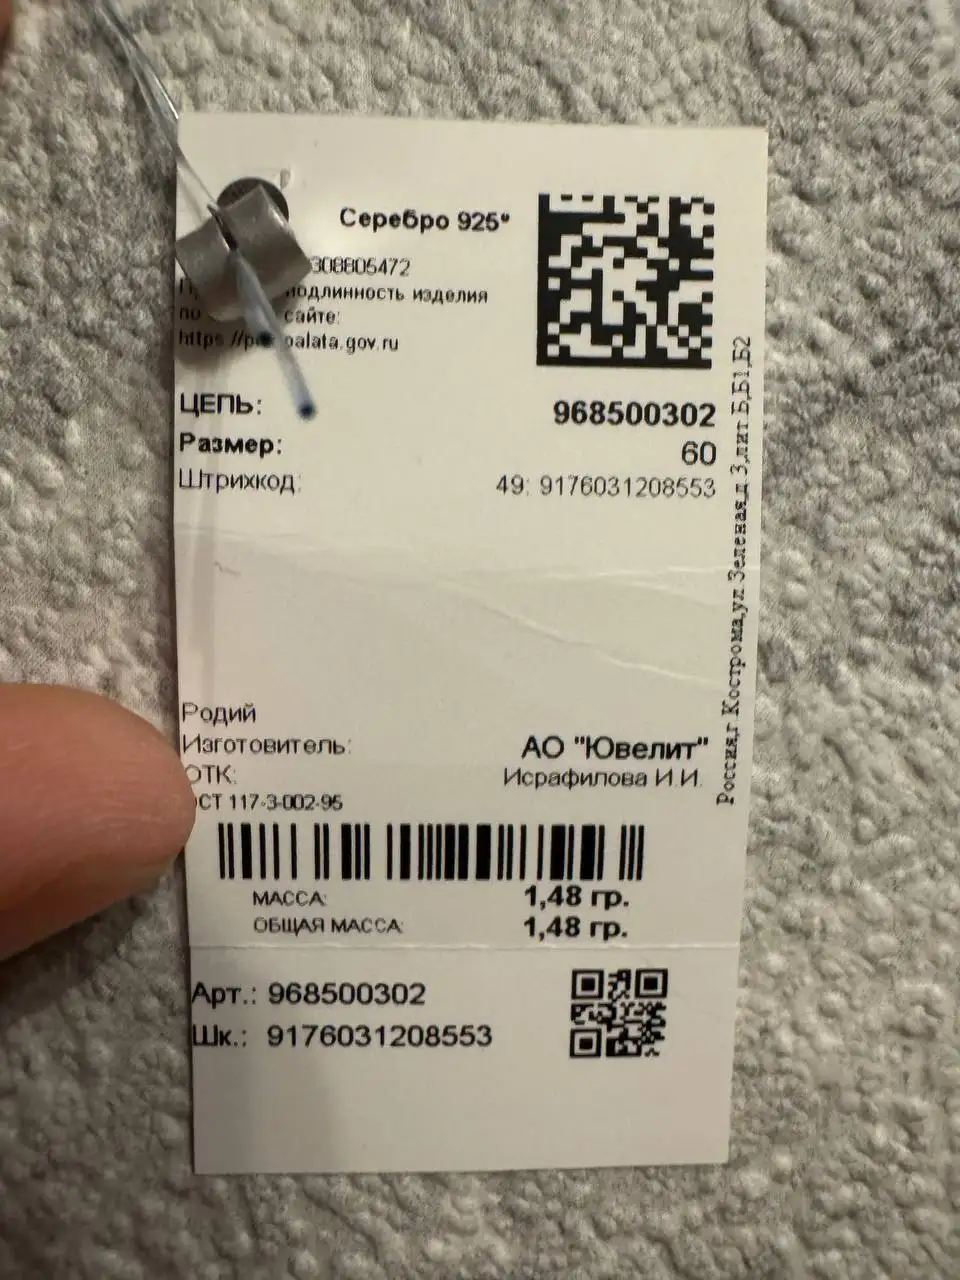 Серебро 925*
308805472
подлинность изделия
по сайте:
https://
palata.gov.ru
ЦЕПЬ: 968500302
Размер: 60
Штрихкод: 49: 9176031208553
Россия,г.Кострома,ул.Зеленая,д 3,лит Б,Б1,Б2
Родий
Изготовитель: АО "Ювелит"
ОТК: Исрафилова И.И.
ОСТ 117-3-002-95
МАССА: 1,48 гр.
ОБЩАЯ МАССА: 1,48 гр.
Арт.: 968500302
Шк.: 9176031208553